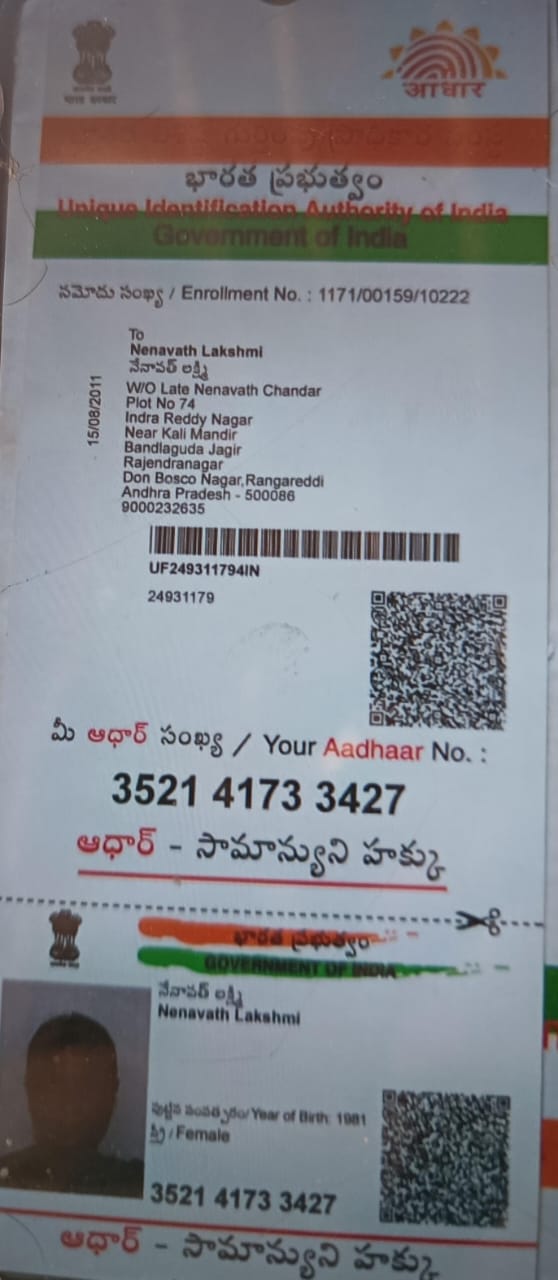 भारत सरकार
आधार
భారత ప్రభుత్వం
Unique Identification Authority of India
Government of India
నమోదు సంఖ్య / Enrollment No. : 1171/00159/10222
To
Nenavath Lakshmi
నేనావత్ లక్ష్మి
W/O Late Nenavath Chandar
Plot No 74
Indra Reddy Nagar
Near Kali Mandir
Bandlaguda Jagir
Rajendranagar
Don Bosco Nagar,Rangareddi
Andhra Pradesh - 500086
9000232635
15/08/2011
UF249311794IN
24931179
మీ ఆధార్ సంఖ్య / Your Aadhaar No. :
3521 4173 3427
ఆధార్ - సామాన్యుని హక్కు
భారత ప్రభుత్వం
GOVERNMENT OF INDIA
నేనావత్ లక్ష్మి
Nenavath Lakshmi
పుట్టిన సంవత్సరం/ Year of Birth: 1981
స్త్రీ / Female
3521 4173 3427
ఆధార్ - సామాన్యుని హక్కు